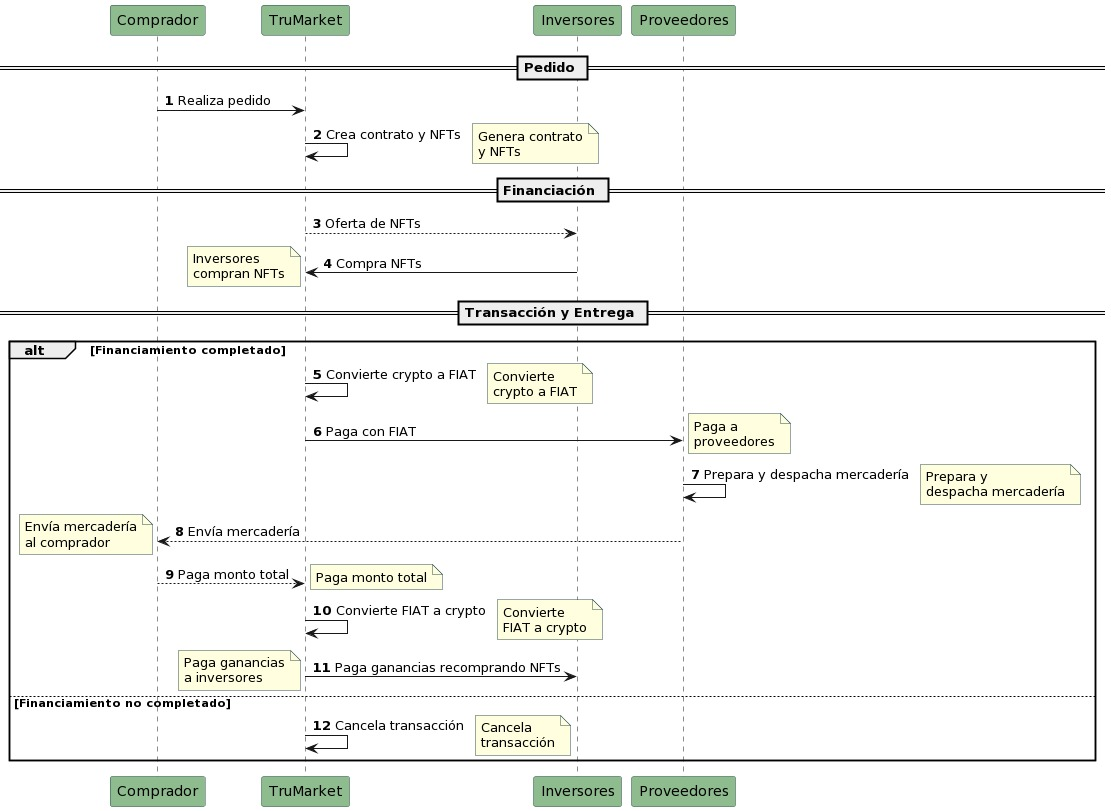 Comprador TruMarket Inversores Proveedores
Pedido
1 Realiza pedido
2 Crea contrato y NFTs
Genera contrato
y NFTs
Financiación
3 Oferta de NFTs
Inversores
compran NFTs
4 Compra NFTs
Transacción y Entrega
alt [Financiamiento completado]
5 Convierte crypto a FIAT
Convierte
crypto a FIAT
6 Paga con FIAT
Paga a
proveedores
7 Prepara y despacha mercadería
Prepara y
despacha mercadería
Envía mercadería
al comprador
8 Envía mercadería
9 Paga monto total
Paga monto total
10 Convierte FIAT a crypto
Convierte
FIAT a crypto
Paga ganancias
a inversores
11 Paga ganancias recomprando NFTs
[Financiamiento no completado]
12 Cancela transacción
Cancela
transacción
Comprador TruMarket Inversores Proveedores